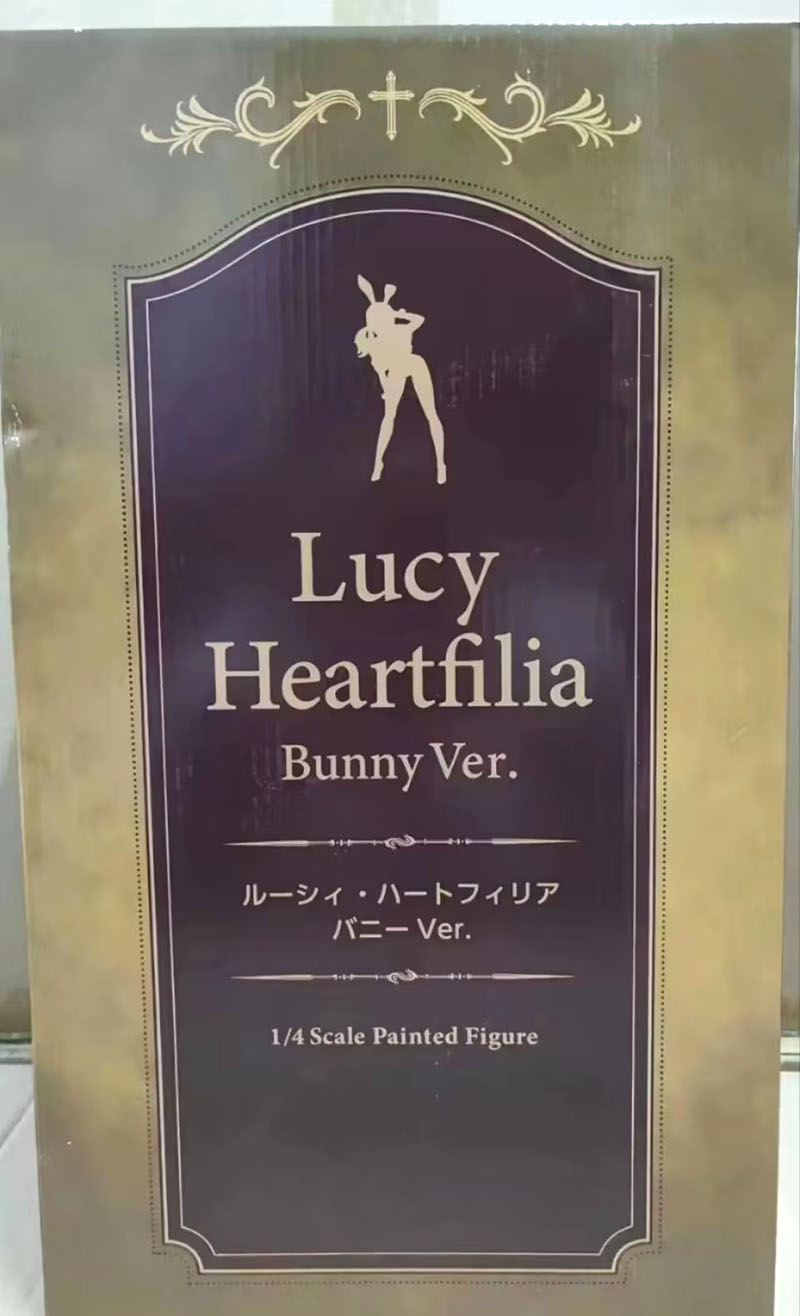 Lucy
Heartfilia
Bunny Ver.
ルーシィ・ハートフィリア
バニー Ver.
1/4 Scale Painted Figure